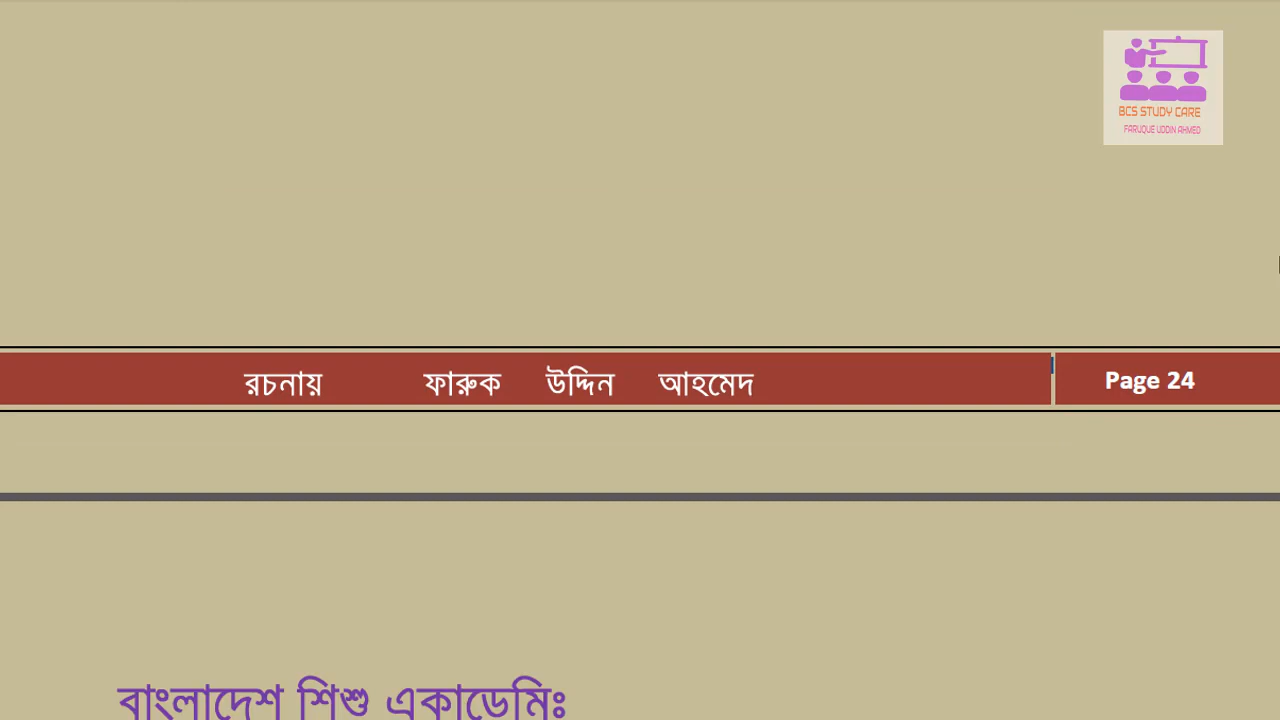 BCS STUDY CARE
FARUQUE UDDIN AHMED
রচনায় ফারুক উদ্দিন আহমেদ
Page 24
বাংলাদেশ শিশু একাডেমিঃ